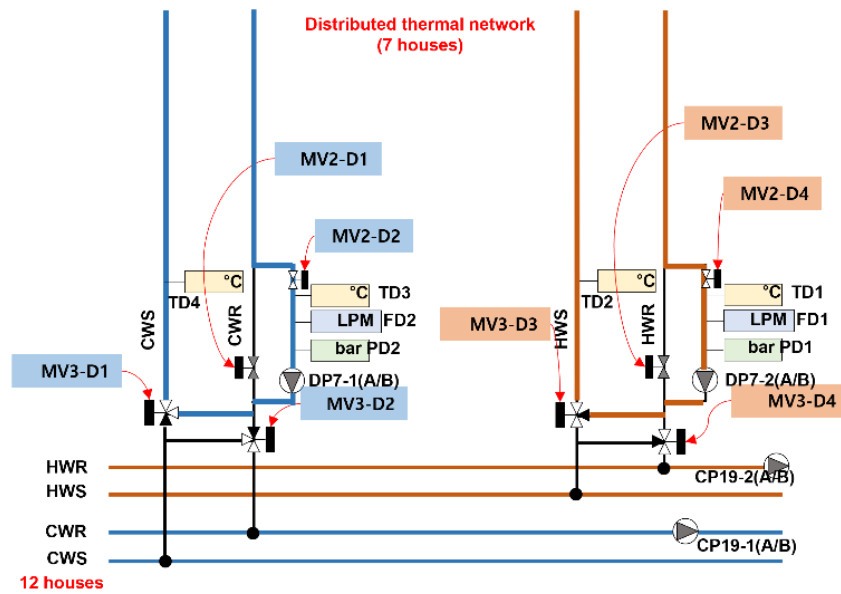 Distributed thermal network
(7 houses)
MV2-D1
MV2-D3
MV2-D2
MV2-D4
°C
TD4
CWS
CWR
°C
TD3
LPM
FD2
bar
PD2
DP7-1(A/B)
MV3-D1
MV3-D2
°C
TD2
HWS
HWR
°C
TD1
LPM
FD1
bar
PD1
DP7-2(A/B)
MV3-D3
MV3-D4
HWR
CP19-2(A/B)
HWS
CWR
CP19-1(A/B)
CWS
12 houses